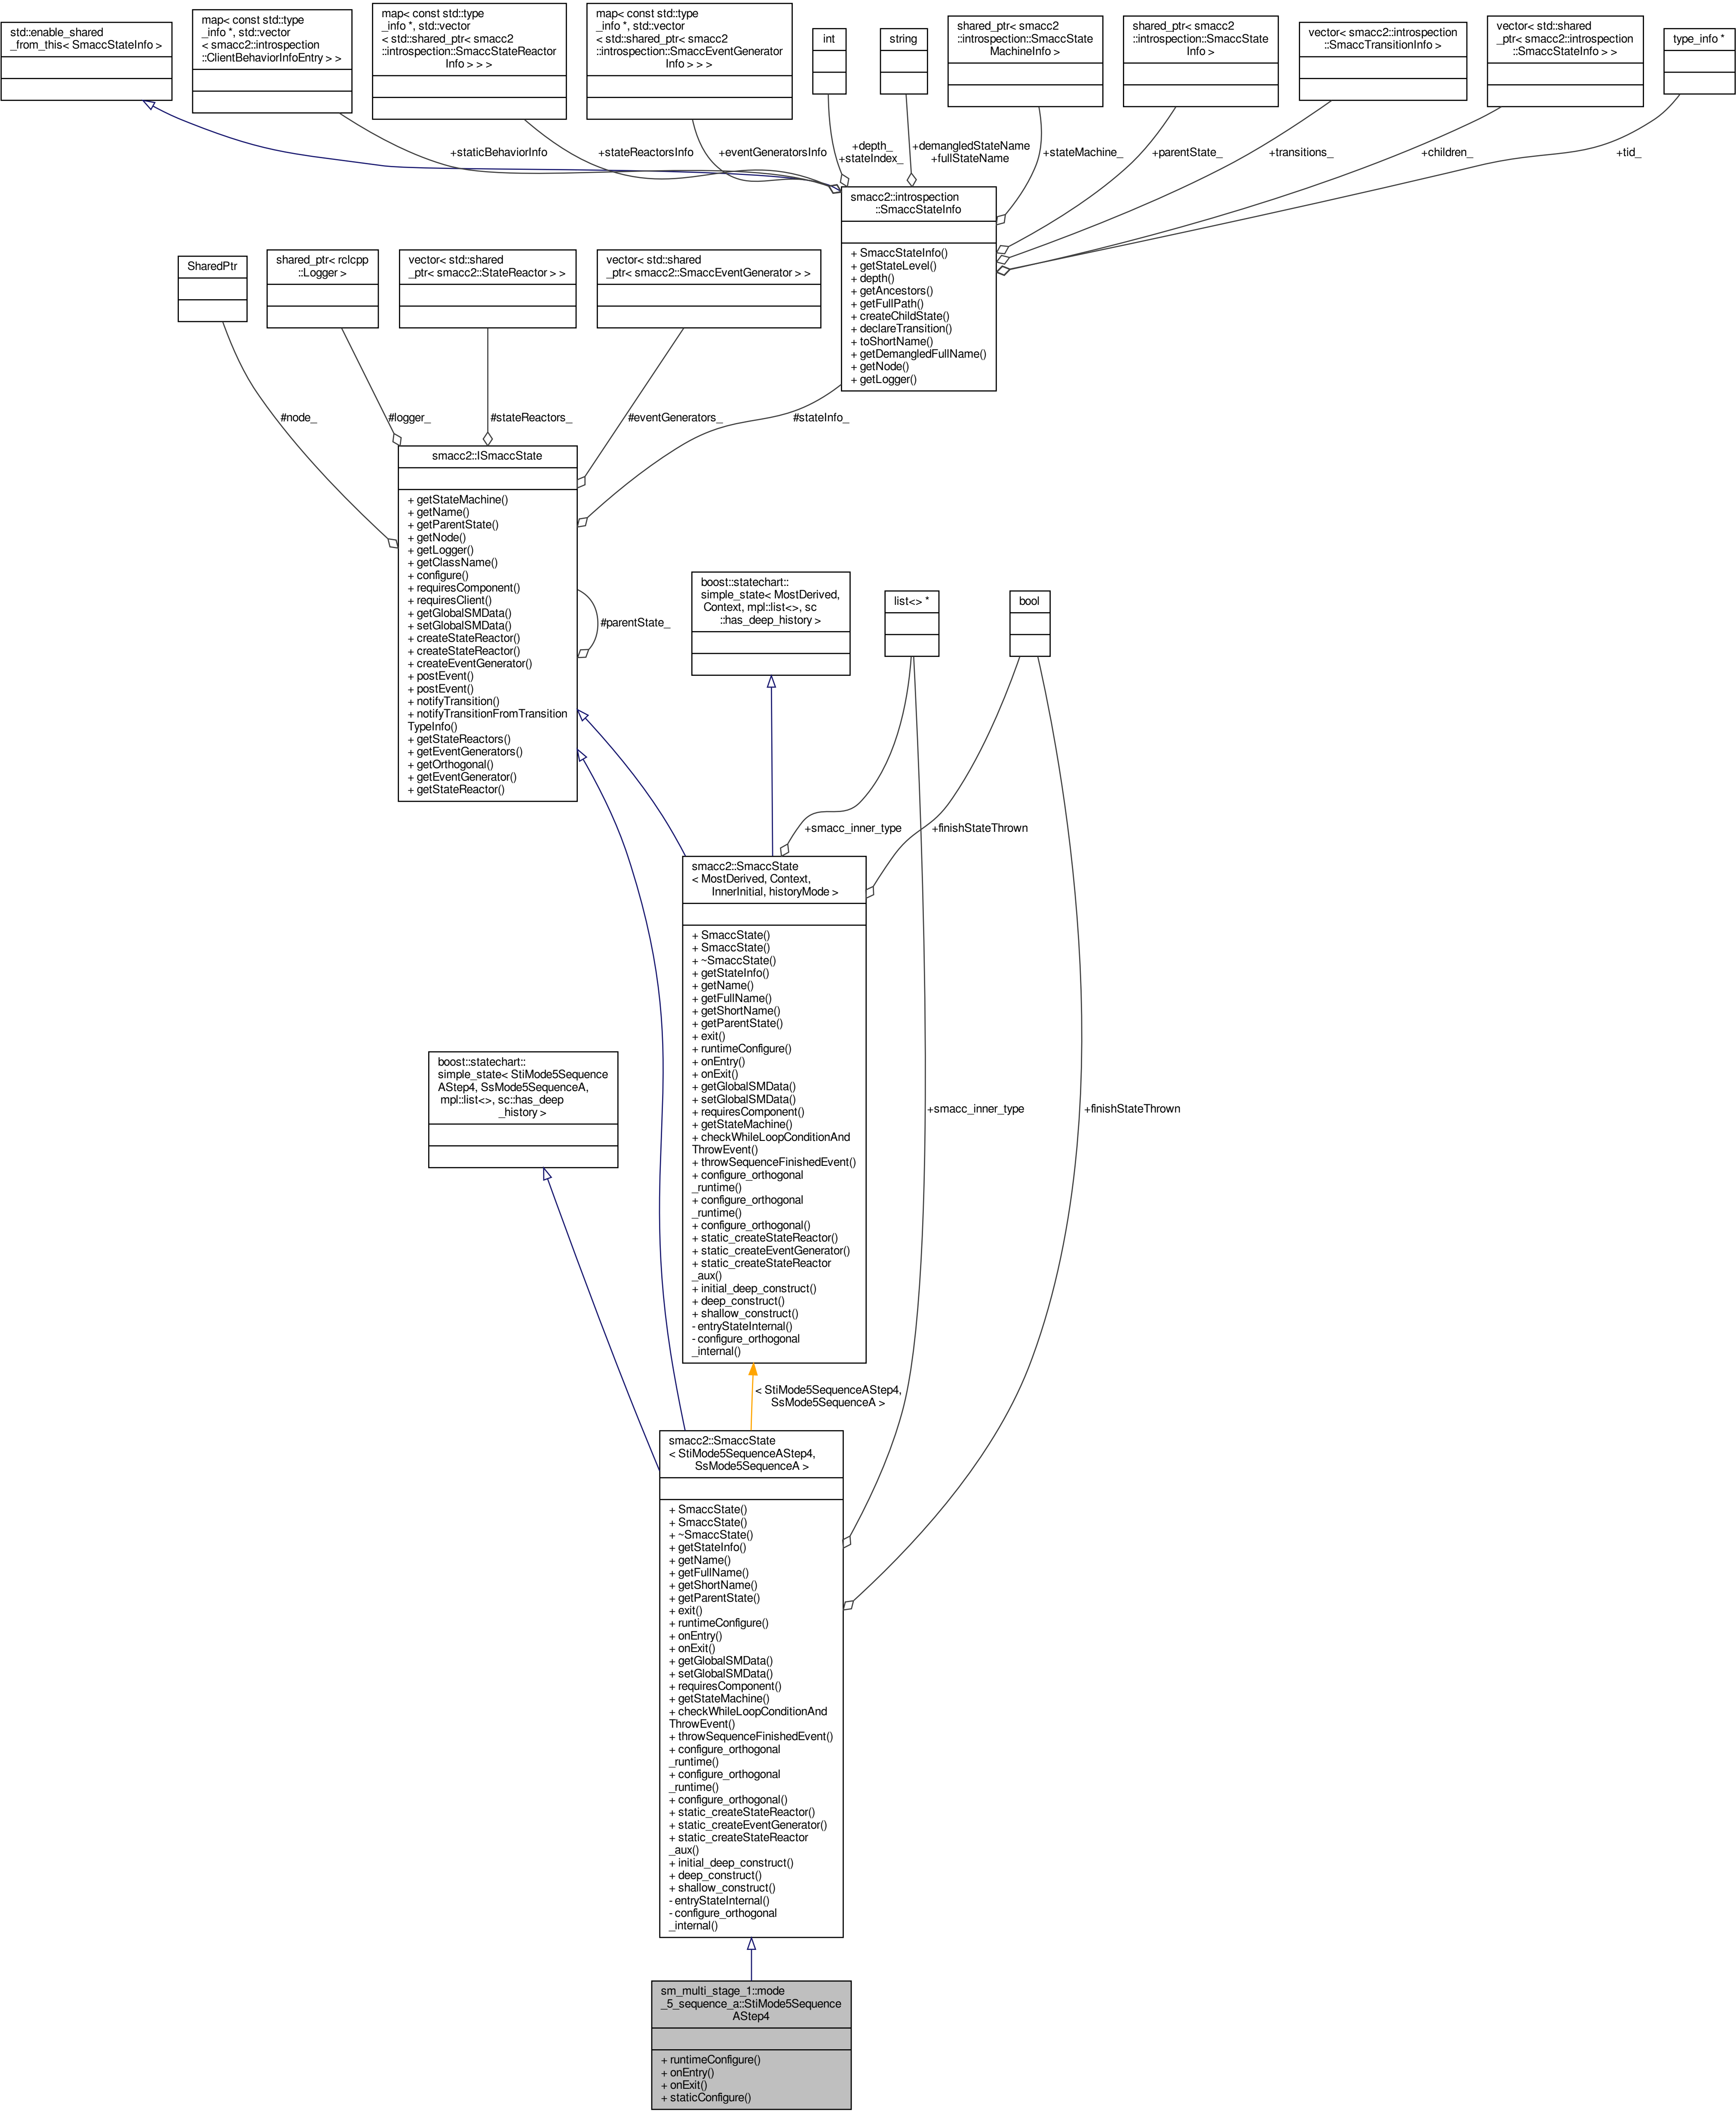 std::enable_shared
_from_this< SmaccStateInfo >
map< const std::type
_info *, std::vector
< smacc2::introspection
::ClientBehaviorInfoEntry > >
map< const std::type
_info *, std::vector
< std::shared_ptr< smacc2
::introspection::SmaccStateReactor
Info > > >
map< const std::type
_info *, std::vector
< std::shared_ptr< smacc2
::introspection::SmaccEventGenerator
Info > > >
int
string
shared_ptr< smacc2
::introspection::SmaccState
MachineInfo >
shared_ptr< smacc2
::introspection::SmaccState
Info >
vector< smacc2::introspection
::SmaccTransitionInfo >
vector< std::shared
_ptr< smacc2::introspection
::SmaccStateInfo > >
type_info *
+staticBehaviorInfo
+stateReactorsInfo
+eventGeneratorsInfo
+depth_
+stateIndex_
+demangledStateName
+fullStateName
+stateMachine_
+parentState_
+transitions_
+children_
+tid_
smacc2::introspection
::SmaccStateInfo
+ SmaccStateInfo()
+ getStateLevel()
+ depth()
+ getAncestors()
+ getFullPath()
+ createChildState()
+ declareTransition()
+ toShortName()
+ getDemangledFullName()
+ getNode()
+ getLogger()
SharedPtr
shared_ptr< rclcpp
::Logger >
vector< std::shared
_ptr< smacc2::StateReactor > >
vector< std::shared
_ptr< smacc2::SmaccEventGenerator > >
#node_
#logger_
#stateReactors_
#eventGenerators_
#stateInfo_
smacc2::ISmaccState
+ getStateMachine()
+ getName()
+ getParentState()
+ getNode()
+ getLogger()
+ getClassName()
+ configure()
+ requiresComponent()
+ requiresClient()
+ getGlobalSMData()
+ setGlobalSMData()
+ createStateReactor()
+ createStateReactor()
+ createEventGenerator()
+ postEvent()
+ postEvent()
+ notifyTransition()
+ notifyTransitionFromTransition
TypeInfo()
+ getStateReactors()
+ getEventGenerators()
+ getOrthogonal()
+ getEventGenerator()
+ getStateReactor()
#parentState_
boost::statechart::
simple_state< MostDerived,
Context, mpl::list<>, sc
::has_deep_history >
list<> *
bool
+smacc_inner_type
+finishStateThrown
smacc2::SmaccState
< MostDerived, Context,
InnerInitial, historyMode >
+ SmaccState()
+ SmaccState()
+ ~SmaccState()
+ getStateInfo()
+ getName()
+ getFullName()
+ getShortName()
+ getParentState()
+ exit()
+ runtimeConfigure()
+ onEntry()
+ onExit()
+ getGlobalSMData()
+ setGlobalSMData()
+ requiresComponent()
+ getStateMachine()
+ checkWhileLoopConditionAnd
ThrowEvent()
+ throwSequenceFinishedEvent()
+ configure_orthogonal
_runtime()
+ configure_orthogonal
_runtime()
+ configure_orthogonal()
+ static_createStateReactor()
+ static_createEventGenerator()
+ static_createStateReactor
_aux()
+ initial_deep_construct()
+ deep_construct()
+ shallow_construct()
- entryStateInternal()
- configure_orthogonal
_internal()
boost::statechart::
simple_state< StiMode5Sequence
AStep4, SsMode5SequenceA,
mpl::list<>, sc::has_deep
_history >
+smacc_inner_type
+finishStateThrown
< StiMode5SequenceAStep4,
SsMode5SequenceA >
smacc2::SmaccState
< StiMode5SequenceAStep4,
SsMode5SequenceA >
+ SmaccState()
+ SmaccState()
+ ~SmaccState()
+ getStateInfo()
+ getName()
+ getFullName()
+ getShortName()
+ getParentState()
+ exit()
+ runtimeConfigure()
+ onEntry()
+ onExit()
+ getGlobalSMData()
+ setGlobalSMData()
+ requiresComponent()
+ getStateMachine()
+ checkWhileLoopConditionAnd
ThrowEvent()
+ throwSequenceFinishedEvent()
+ configure_orthogonal
_runtime()
+ configure_orthogonal
_runtime()
+ configure_orthogonal()
+ static_createStateReactor()
+ static_createEventGenerator()
+ static_createStateReactor
_aux()
+ initial_deep_construct()
+ deep_construct()
+ shallow_construct()
- entryStateInternal()
- configure_orthogonal
_internal()
sm_multi_stage_1::mode
_5_sequence_a::StiMode5Sequence
AStep4
+ runtimeConfigure()
+ onEntry()
+ onExit()
+ staticConfigure()